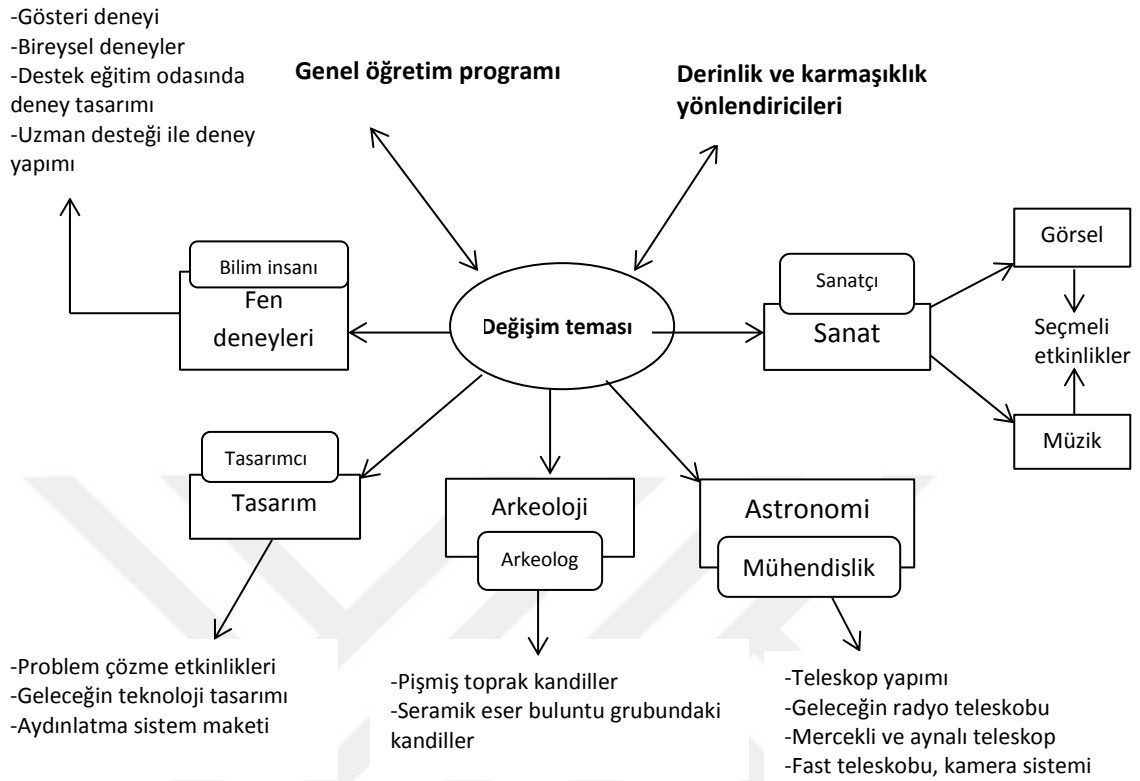 -Gösteri deneyi
-Bireysel deneyler
-Destek eğitim odasında
deney tasarımı
-Uzman desteği ile deney
yapımı
Genel öğretim programı
Derinlik ve karmaşıklık
yönlendiricileri
Bilim insanı
Fen
deneyleri
Değişim teması
Sanatçı
Sanat
Görsel
Seçmeli
etkinlikler
Müzik
Tasarımcı
Tasarım
Arkeoloji
Arkeolog
Astronomi
Mühendislik
-Problem çözme etkinlikleri
-Geleceğin teknoloji tasarımı
-Aydınlatma sistem maketi
-Pişmiş toprak kandiller
-Seramik eser buluntu grubundaki
kandiller
-Teleskop yapımı
-Geleceğin radyo teleskobu
-Mercekli ve aynalı teleskop
-Fast teleskobu, kamera sistemi